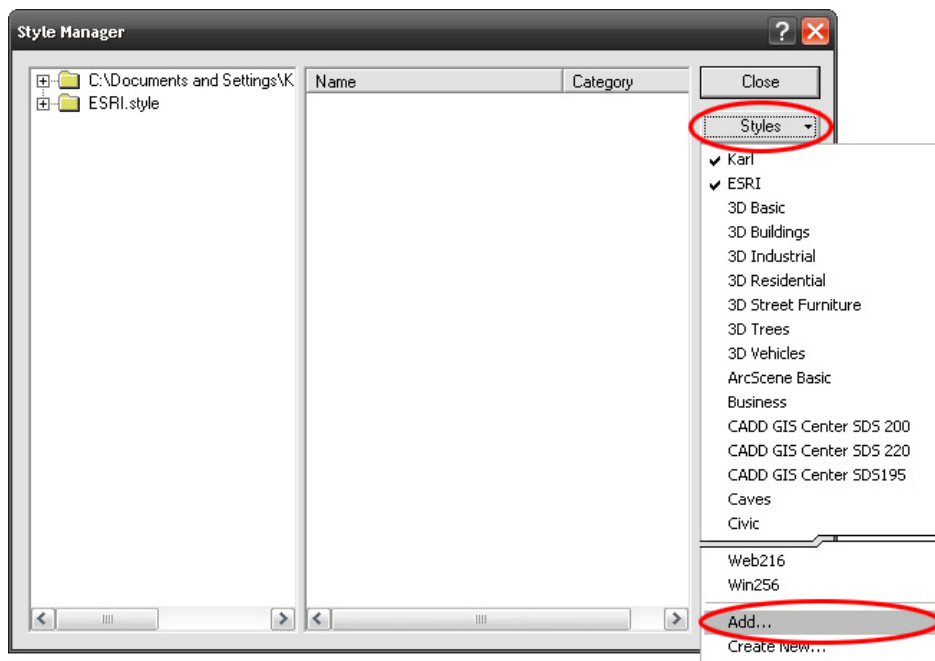 Style Manager
C:\Documents and Settings\K
ESRI.style
Name Category
Close
Styles
Karl
ESRI
3D Basic
3D Buildings
3D Industrial
3D Residential
3D Street Furniture
3D Trees
3D Vehicles
ArcScene Basic
Business
CADD GIS Center SDS 200
CADD GIS Center SDS 220
CADD GIS Center SDS195
Caves
Civic
Web216
Win256
Add...
Create New...